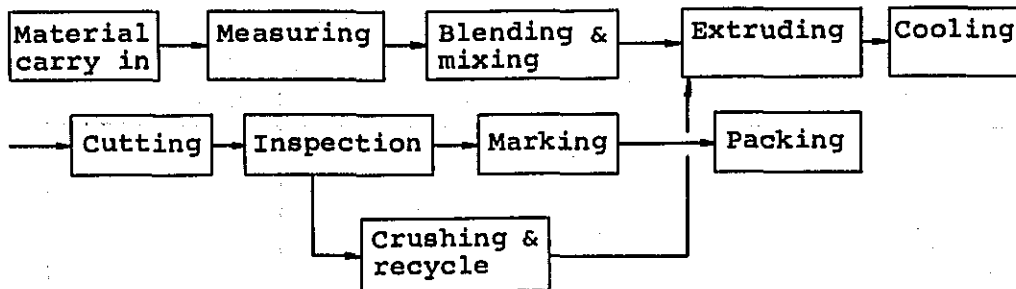 Material
carry in
Measuring
Blending &
mixing
Extruding
Cooling
Cutting
Inspection
Marking
Packing
Crushing &
recycle